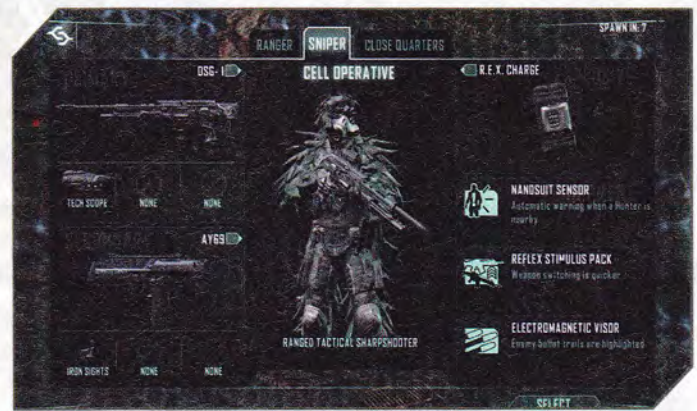 SPAWN IN: 7
RANGER SNIPER CLOSE QUARTERS
DSG-1
CELL OPERATIVE
R.E.X. CHARGE
TECH SCOPE NONE NONE
NANOSUIT SENSOR
Automatic warning when a Hunter is
nearby
AY69
REFLEX STIMULUS PACK
Weapon switching is quicker
ELECTROMAGNETIC VISOR
Enemy bullet trails are highlighted
RANGED TACTICAL SHARPSHOOTER
IRON SIGHTS NONE NONE
SELECT